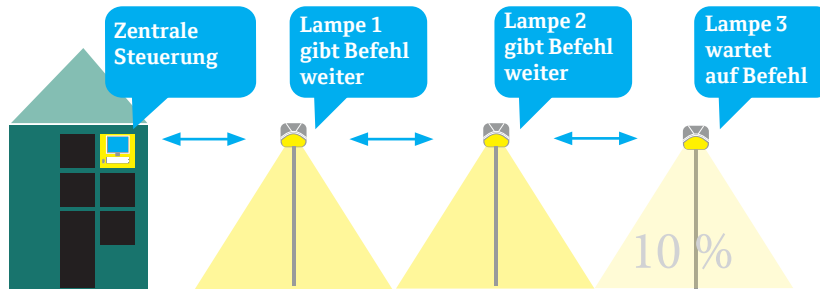 Zentrale
Steuerung
Lampe 1
gibt Befehl
weiter
Lampe 2
gibt Befehl
weiter
Lampe 3
wartet
auf Befehl
10 %